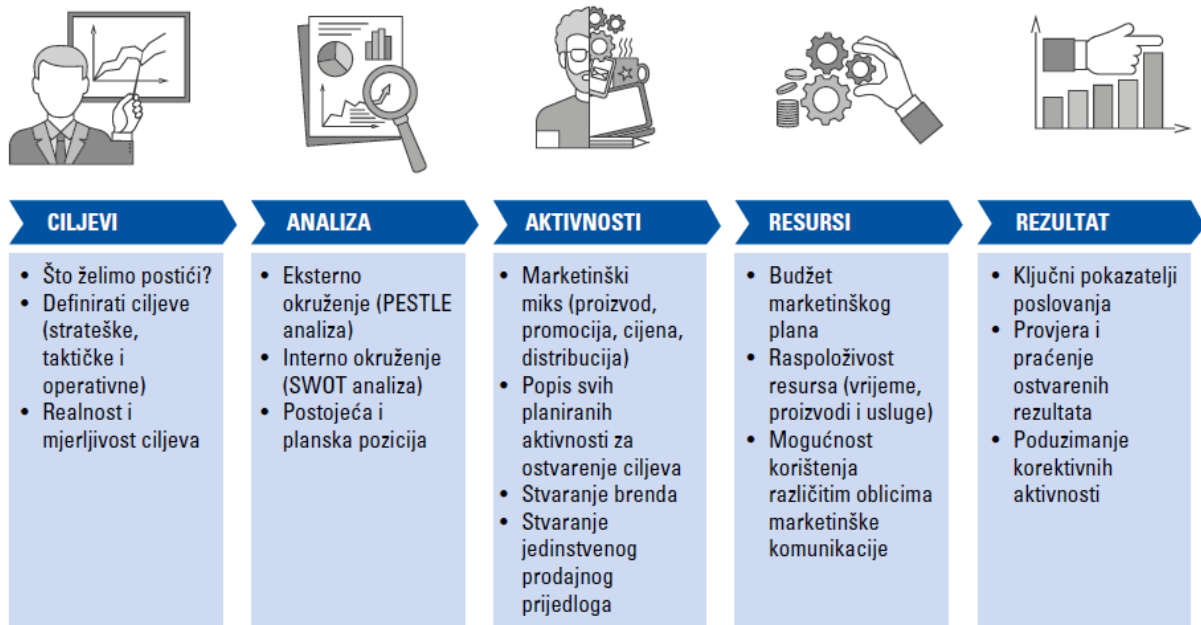 CILJEVI
• Što želimo postići?
• Definirati ciljeve
(strateške,
taktičke i
operativne)
• Realnost i
mjerljivost ciljeva
ANALIZA
• Eksterno
okruženje (PESTLE
analiza)
• Interno okruženje
(SWOT analiza)
• Postojeća i
planska pozicija
AKTIVNOSTI
• Marketinški
miks (proizvod,
promocija, cijena,
distribucija)
• Popis svih
planiranih
aktivnosti za
ostvarenje ciljeva
• Stvaranje brenda
• Stvaranje
jedinstvenog
prodajnog
prijedloga
RESURSI
• Budžet
marketinškog
plana
• Raspoloživost
resursa (vrijeme,
proizvodi i usluge)
• Mogućnost
korištenja
različitim oblicima
marketinške
komunikacije
REZULTAT
• Ključni pokazatelji
poslovanja
• Provjera i
praćenje
ostvarenih
rezultata
• Poduzimanje
korektivnih
aktivnosti